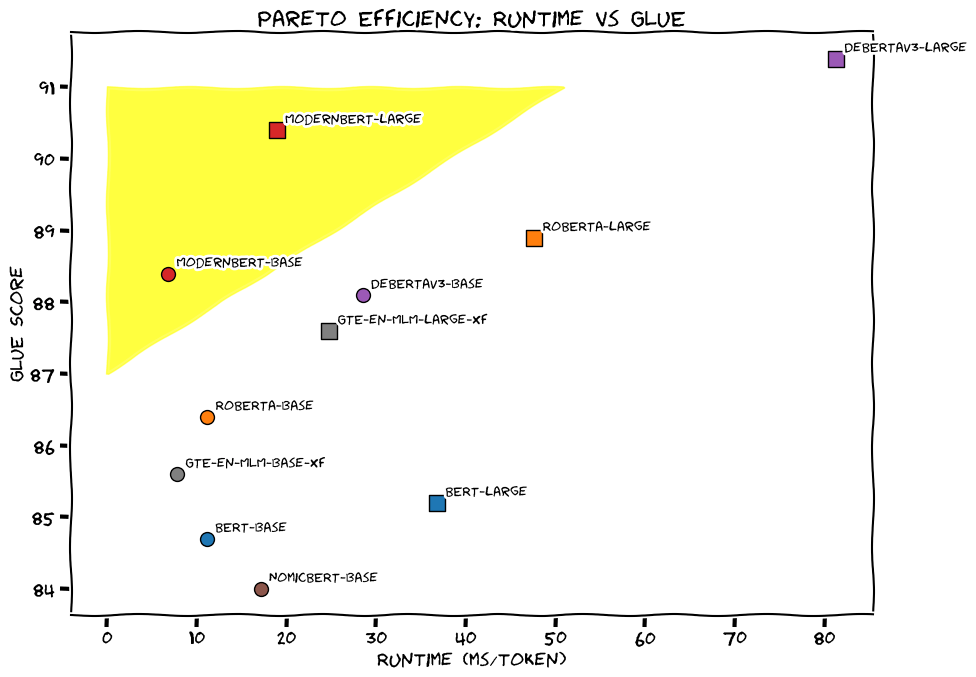 PARETO EFFICIENCY: RUNTIME VS GLUE
DEBERTAV3-LARGE
91
MODERNBERT-LARGE
90
89
ROBERTA-LARGE
MODERNBERT-BASE
DEBERTAV3-BASE
88
GTE-EN-MLM-LARGE-XF
GLUE SCORE
87
ROBERTA-BASE
86
GTE-EN-MLM-BASE-XF
BERT-LARGE
85
BERT-BASE
NOMICBERT-BASE
84
0 10 20 30 40 50 60 70 80
RUNTIME (MS/TOKEN)